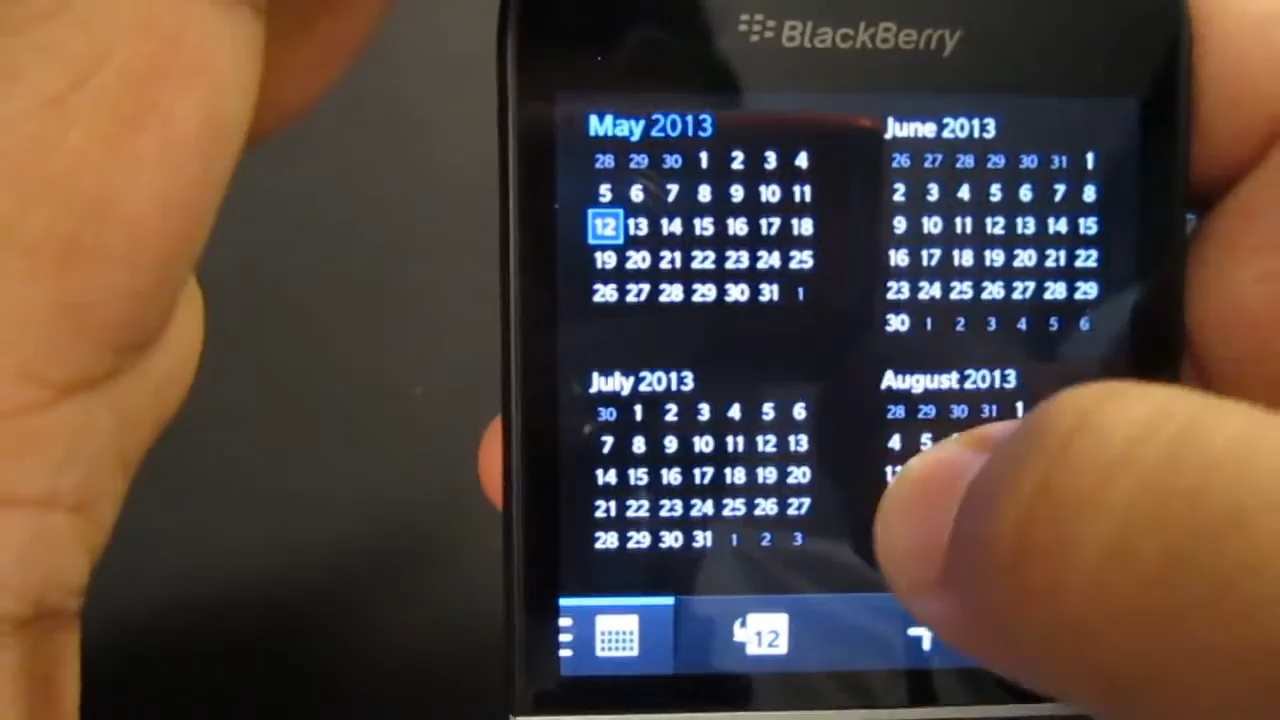 BlackBerry
May 2013
28 29 30 1 2 3 4
5 6 7 8 9 10 11
12 13 14 15 16 17 18
19 20 21 22 23 24 25
26 27 28 29 30 31 1
June 2013
26 27 28 29 30 31 1
2 3 4 5 6 7 8
9 10 11 12 13 14 15
16 17 18 19 20 21 22
23 24 25 26 27 28 29
30 1 2 3 4 5 6
July 2013
30 1 2 3 4 5 6
7 8 9 10 11 12 13
14 15 16 17 18 19 20
21 22 23 24 25 26 27
28 29 30 31 1 2 3
August 2013
28 29 30 31 1
4 5
12